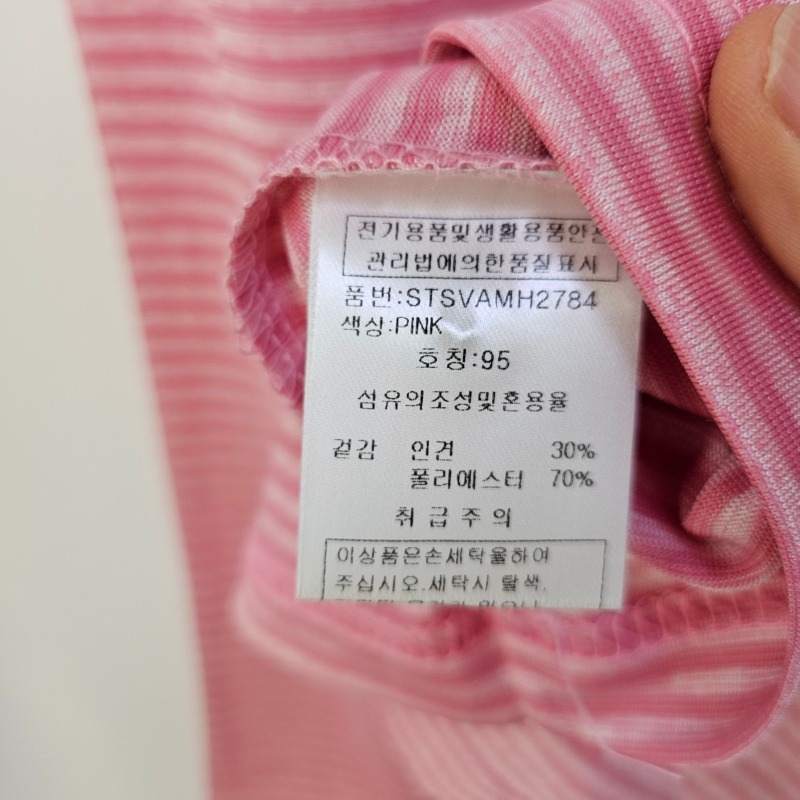 전기용품및생활용품안전
관리법에의한품질표시
품번:STSVAMH2784
색상:PINK
호칭:95
섬유의조성및혼용율
겉감 인견 30%
폴리에스터 70%
취급주의
이상품은손세탁을하여
주십시오.세탁시 탈색,